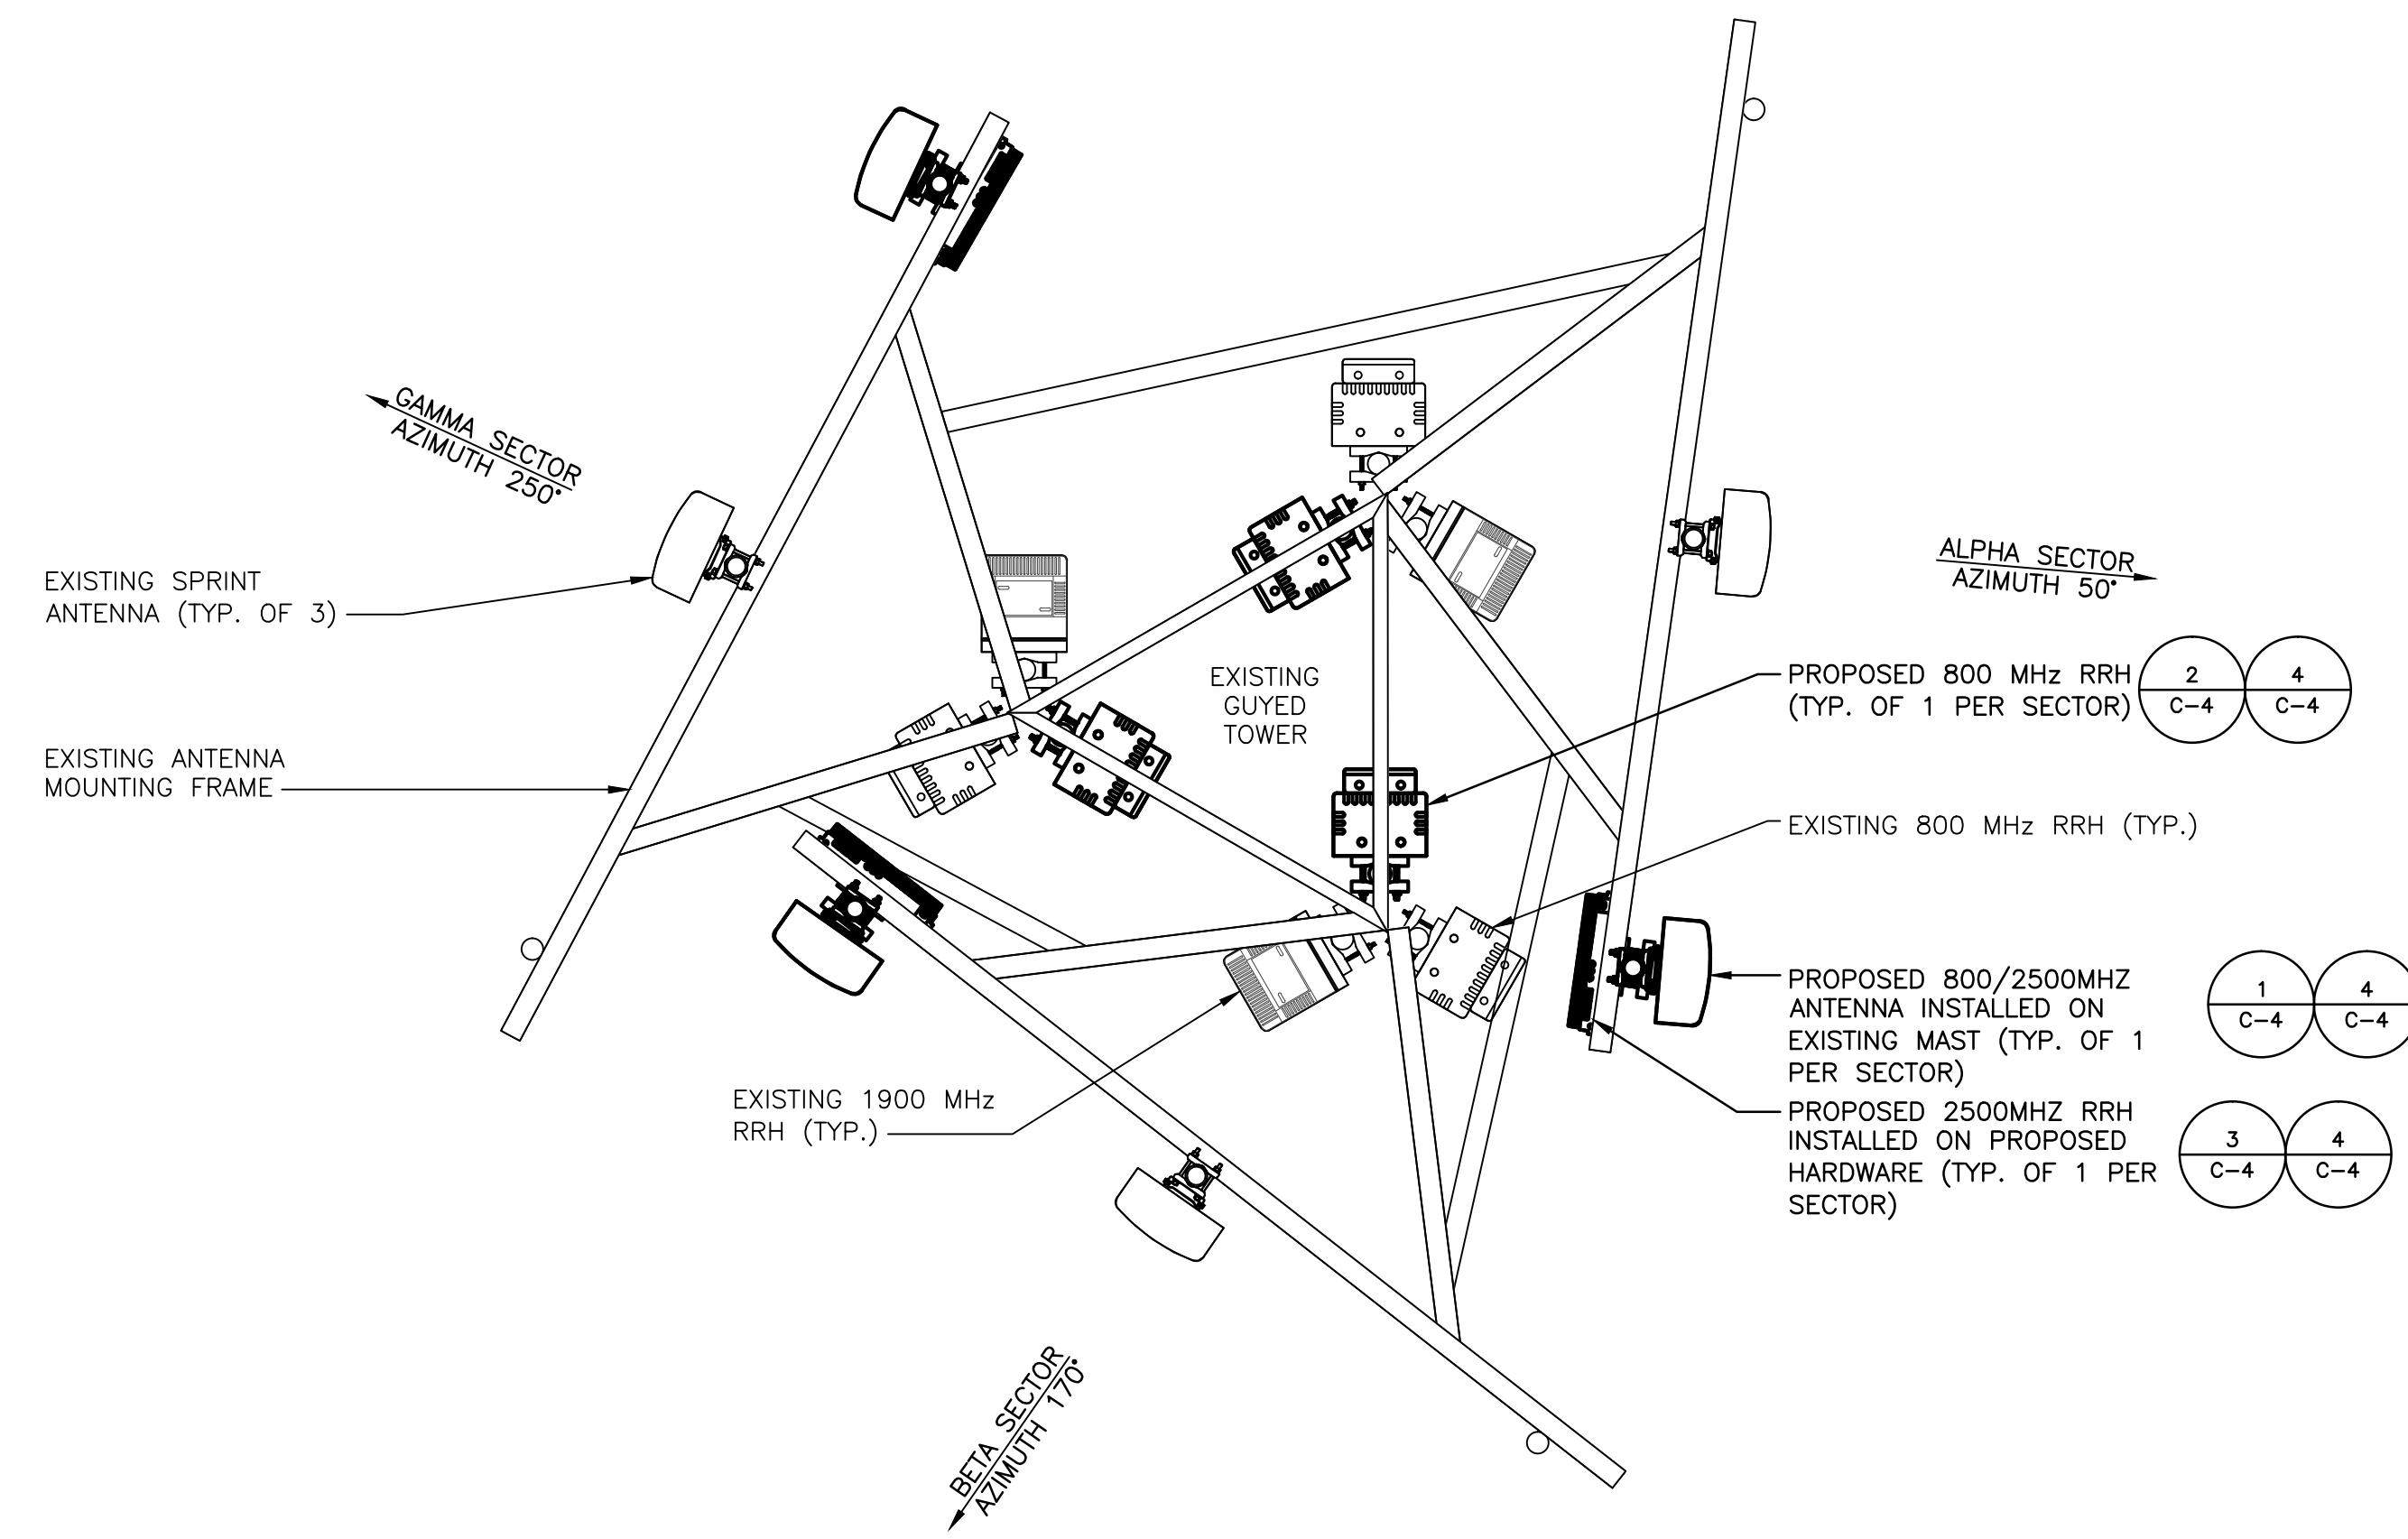 GAMMA SECTOR
AZIMUTH 250°
EXISTING SPRINT
ANTENNA (TYP. OF 3)
EXISTING ANTENNA
MOUNTING FRAME
EXISTING
GUYED
TOWER
ALPHA SECTOR
AZIMUTH 50°
PROPOSED 800 MHz RRH
(TYP. OF 1 PER SECTOR)
2
C-4
4
C-4
EXISTING 800 MHz RRH (TYP.)
PROPOSED 800/2500MHZ
ANTENNA INSTALLED ON
EXISTING MAST (TYP. OF 1
PER SECTOR)
1
C-4
4
C-4
PROPOSED 2500MHZ RRH
INSTALLED ON PROPOSED
HARDWARE (TYP. OF 1 PER
SECTOR)
3
C-4
4
C-4
EXISTING 1900 MHz
RRH (TYP.)
BETA SECTOR
AZIMUTH 170°